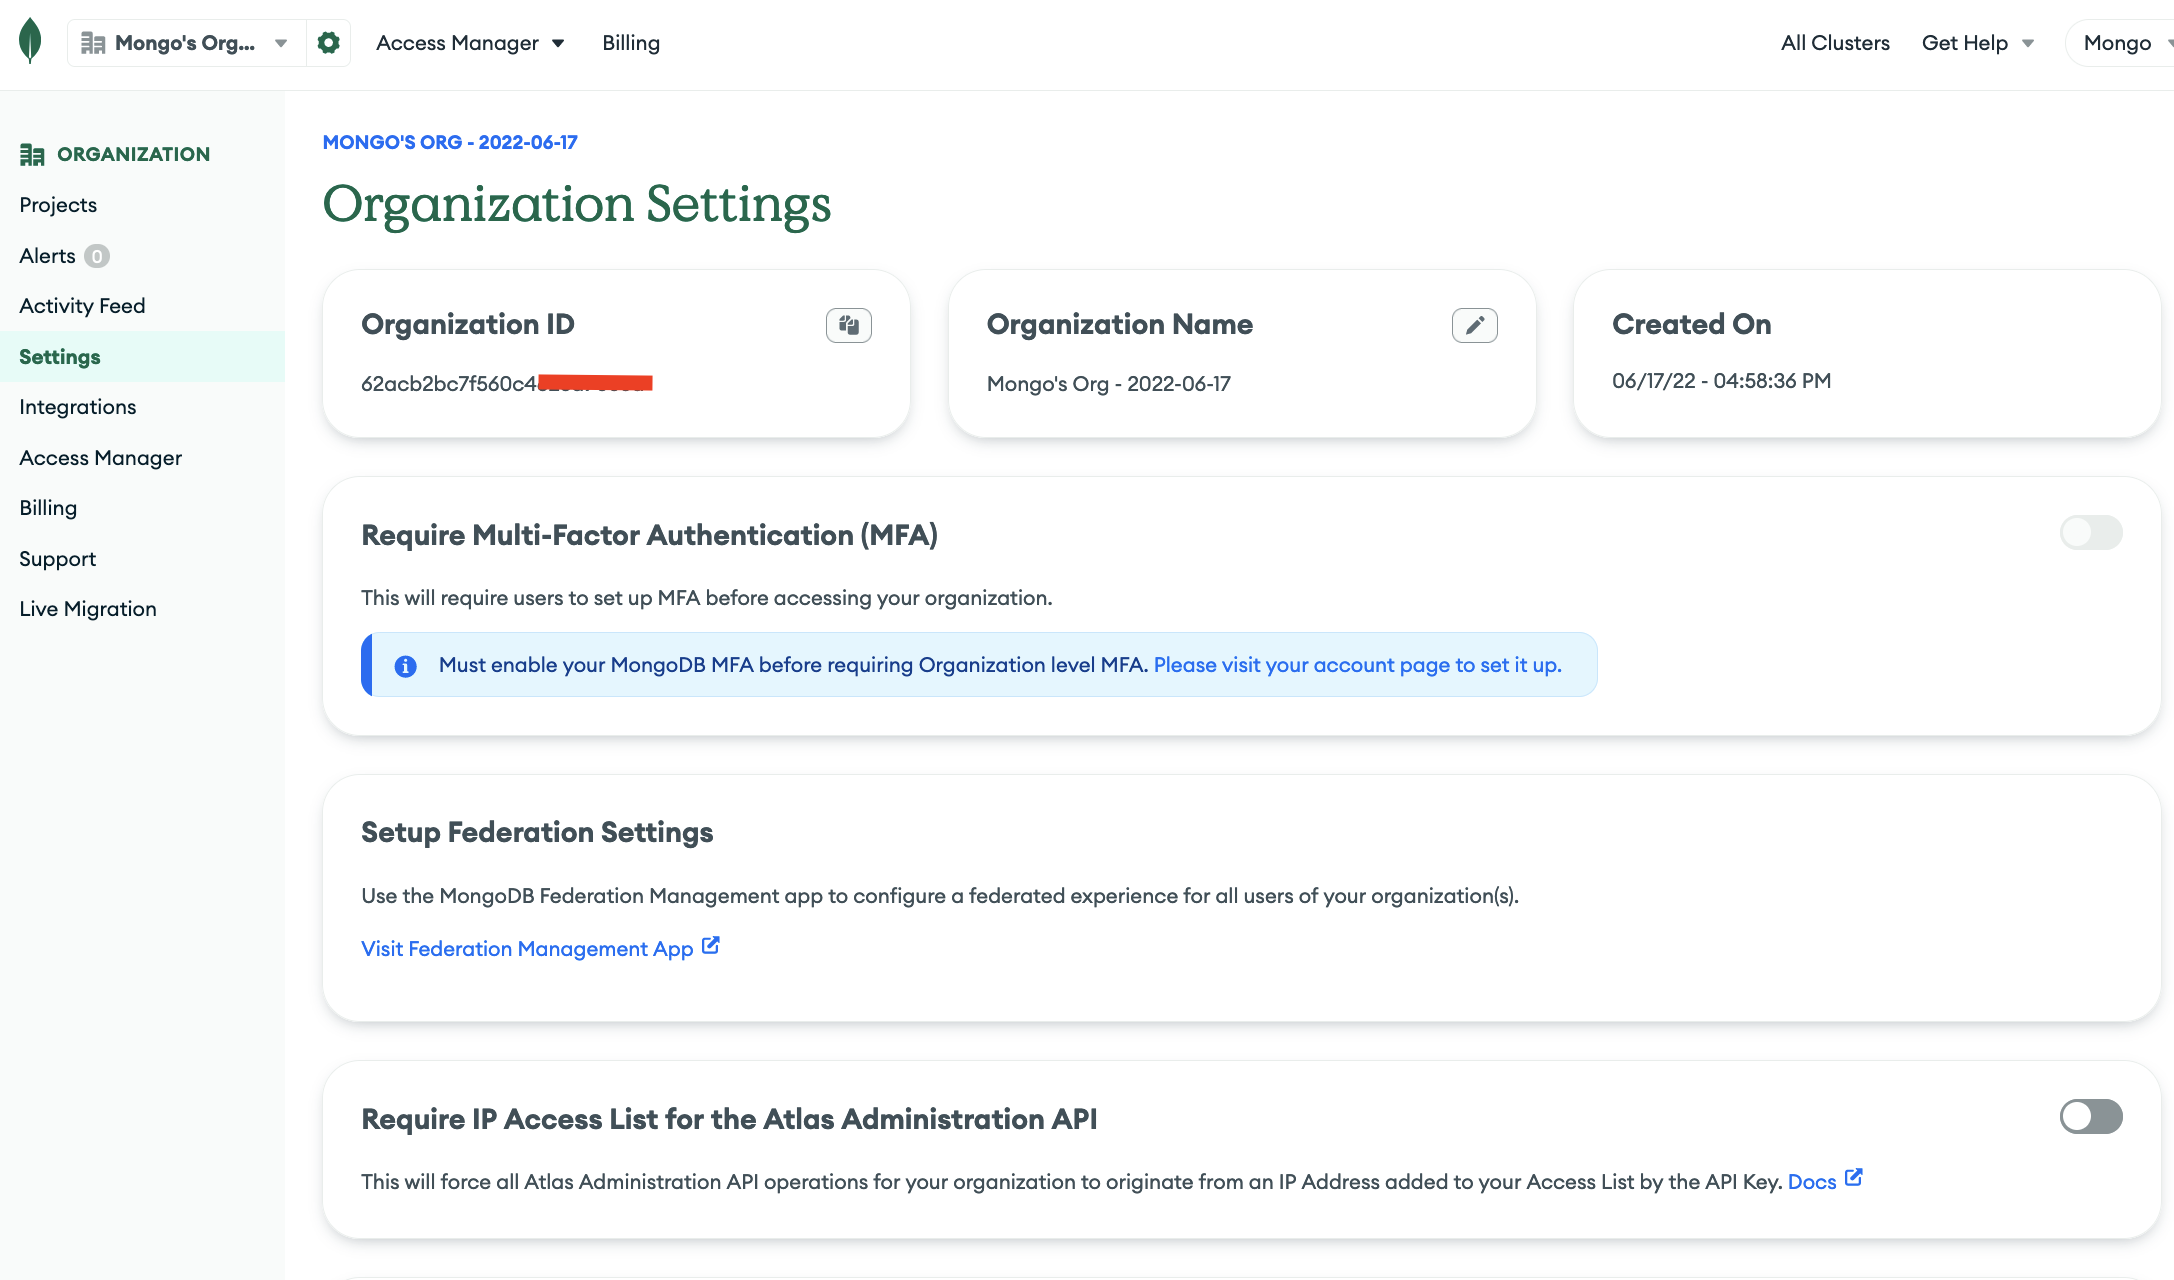 Mongo's Org...
Access Manager
Billing
All Clusters
Get Help
Mongo
ORGANIZATION
Projects
Alerts 0
Activity Feed
Settings
Integrations
Access Manager
Billing
Support
Live Migration
MONGO'S ORG - 2022-06-17
Organization Settings
Organization ID
62acb2bc7f560c4
Organization Name
Mongo's Org - 2022-06-17
Created On
06/17/22 - 04:58:36 PM
Require Multi-Factor Authentication (MFA)
This will require users to set up MFA before accessing your organization.
Must enable your MongoDB MFA before requiring Organization level MFA. Please visit your account page to set it up.
Setup Federation Settings
Use the MongoDB Federation Management app to configure a federated experience for all users of your organization(s).
Visit Federation Management App
Require IP Access List for the Atlas Administration API
This will force all Atlas Administration API operations for your organization to originate from an IP Address added to your Access List by the API Key. Docs